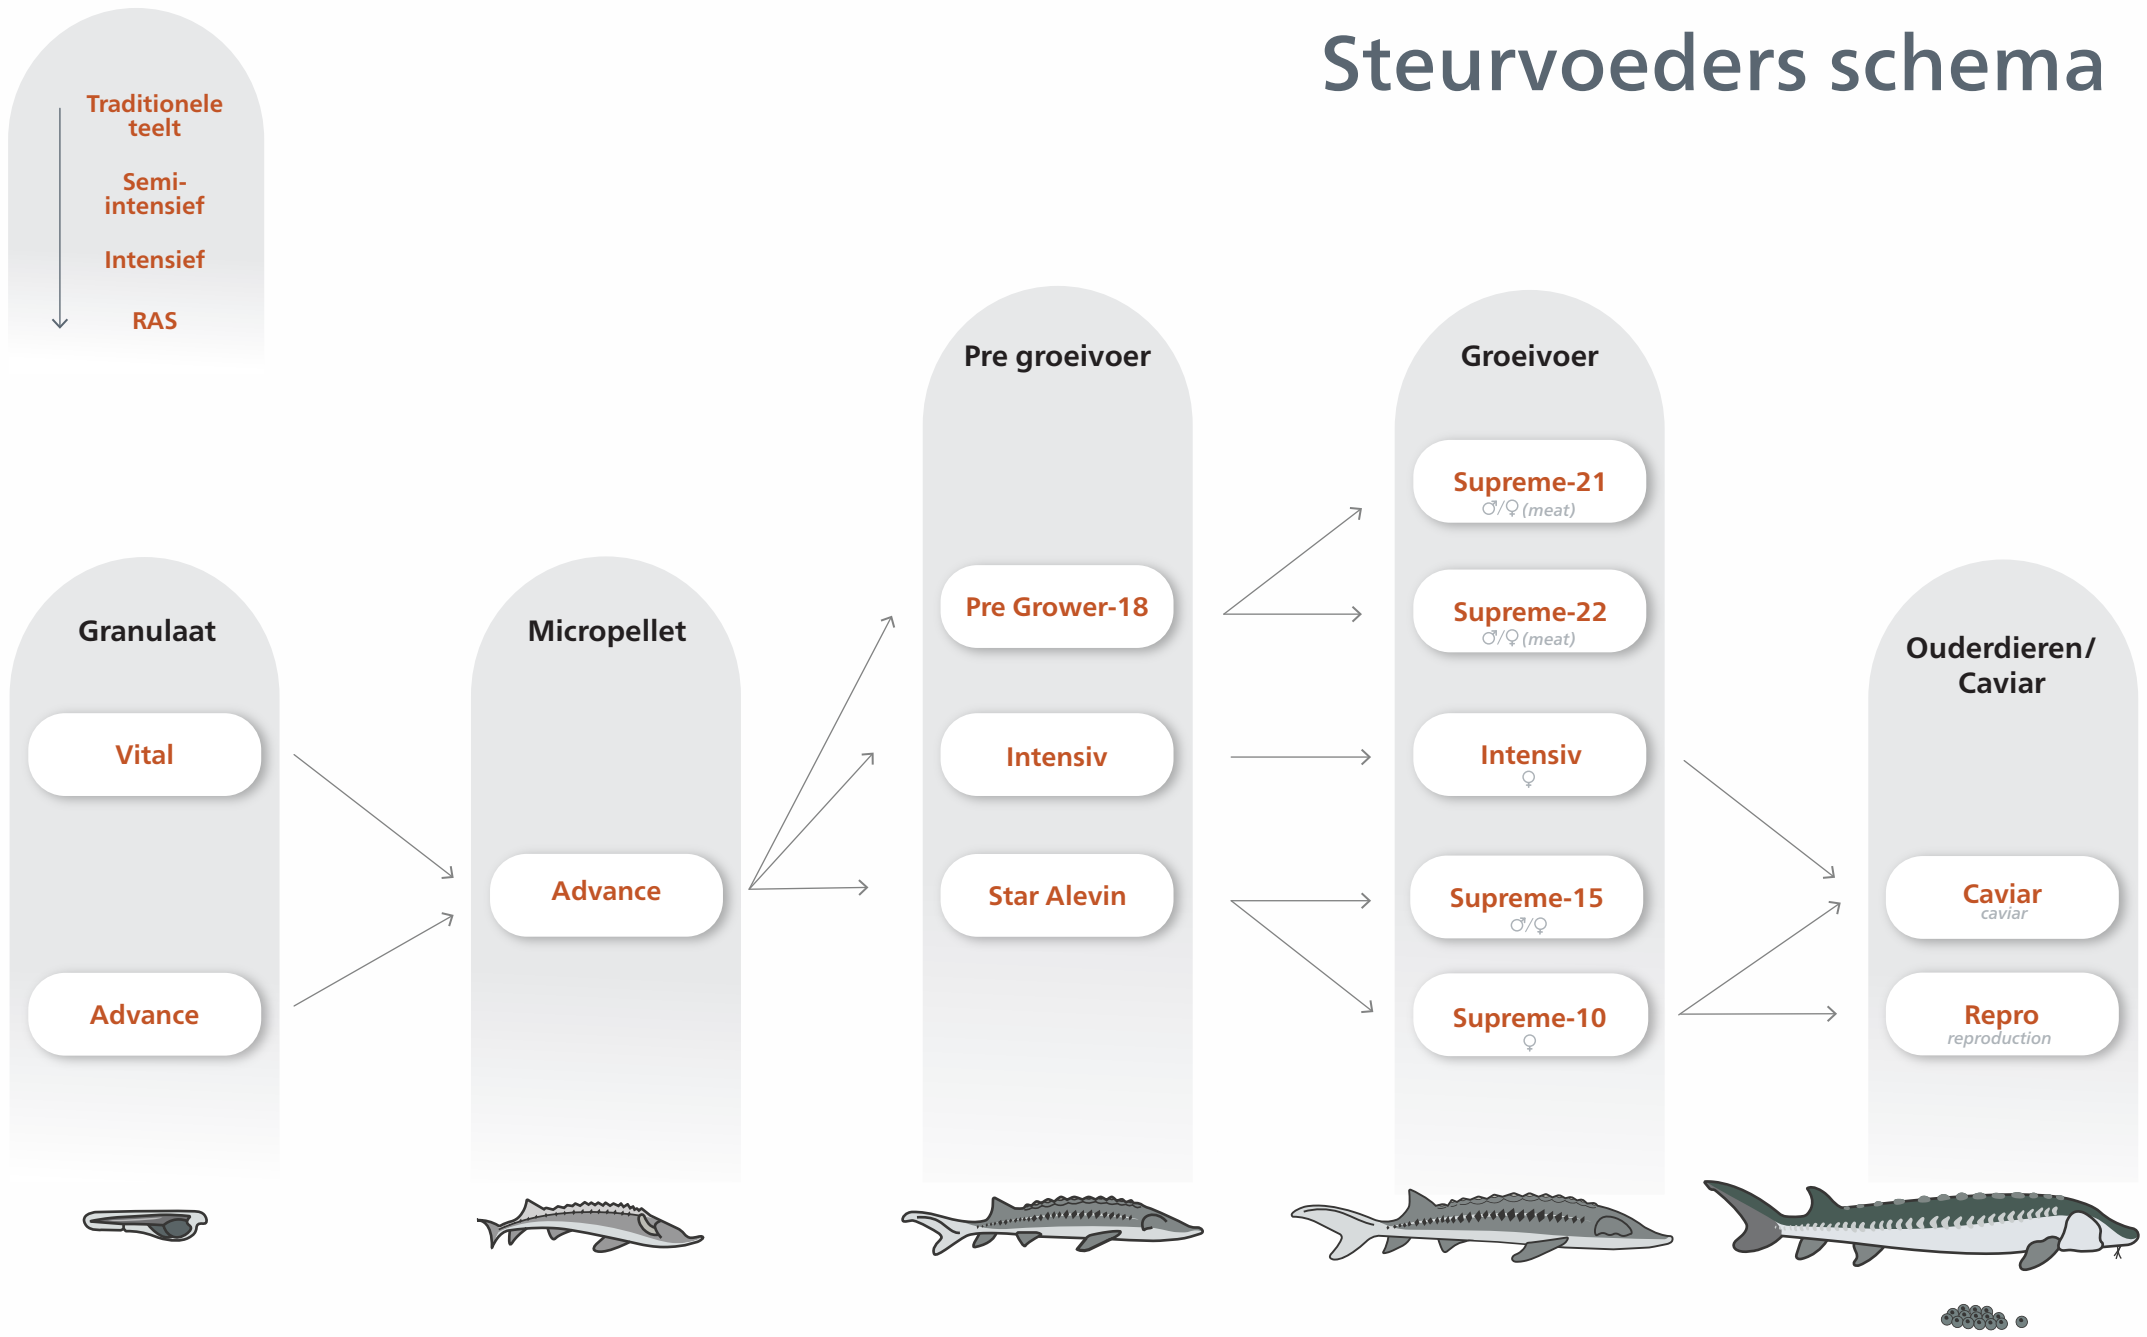 Steurvoeders schema
Traditionele
teelt
Semi-
intensief
Intensief
RAS
Granulaat
Vital
Advance
Micropellet
Advance
Pre groeivoer
Pre Grower-18
Intensiv
Star Alevin
Groeivoer
Supreme-21
♂/♀ (meat)
Supreme-22
♂/♀ (meat)
Intensiv
♀
Supreme-15
♂/♀
Supreme-10
♀
Ouderdieren/
Caviar
Caviar
caviar
Repro
reproduction